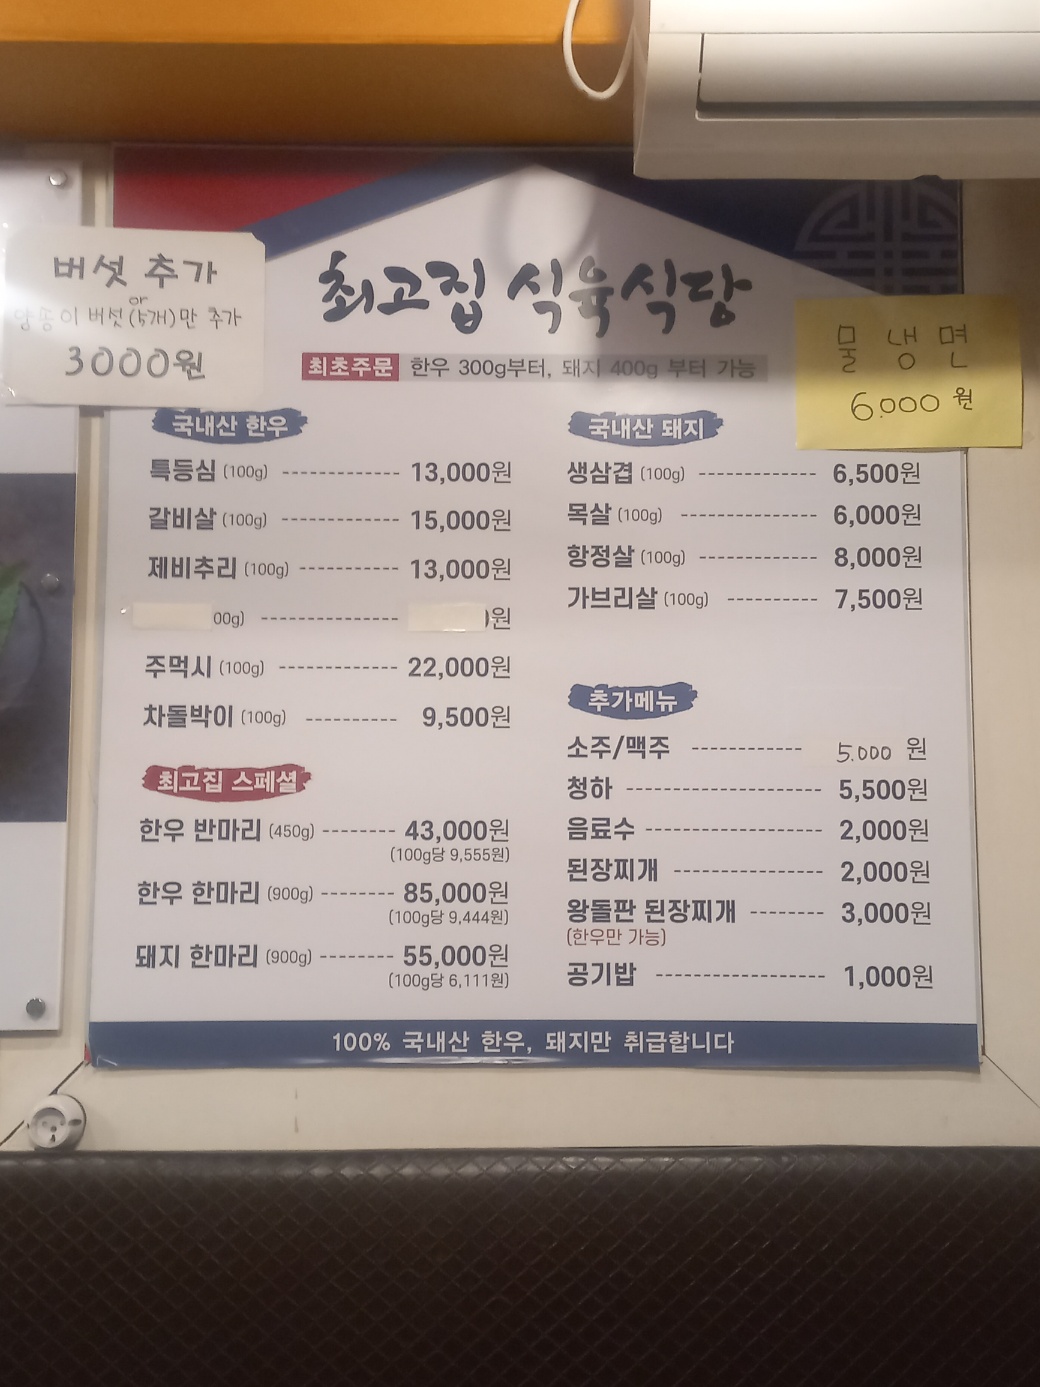 버섯 추가
or
양송이 버섯(5개)만 추가
3000원
최고집 식육식당
최초주문 한우 300g부터, 돼지 400g 부터 가능
물 냉 면
6.000 원
국내산 한우
특등심 (100g) 13,000원
갈비살 (100g) 15,000원
제비추리 (100g) 13,000원
00g) 원
주먹시 (100g) 22,000원
차돌박이 (100g) 9,500원
최고집 스페셜
한우 반마리 (450g) 43,000원
(100g당 9,555원)
한우 한마리 (900g) 85,000원
(100g당 9,444원)
돼지 한마리 (900g) 55,000원
(100g당 6,111원)
국내산 돼지
생삼겹 (100g) 6,500원
목살 (100g) 6,000원
항정살 (100g) 8,000원
가브리살 (100g) 7,500원
추가메뉴
소주/맥주 5.000 원
청하 5,500원
음료수 2,000원
된장찌개 2,000원
왕돌판 된장찌개 3,000원
(한우만 가능)
공기밥 1,000원
100% 국내산 한우, 돼지만 취급합니다